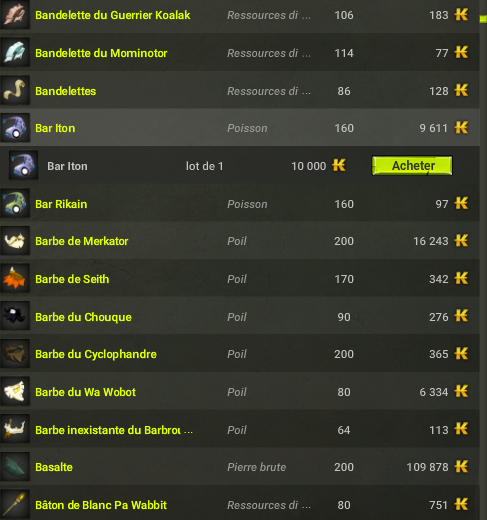 Bandelette du Guerrier Koalak Ressources di ... 106 183
Bandelette du Mominotor Ressources di ... 114 77
Bandelettes Ressources di ... 86 128
Bar Iton Poisson 160 9 611
Bar Iton lot de 1 10 000 Acheter
Bar Rikain Poisson 160 97
Barbe de Merkator Poil 200 16 243
Barbe de Seith Poil 170 342
Barbe du Chouque Poil 90 276
Barbe du Cyclophandre Poil 200 365
Barbe du Wa Wobot Poil 80 6 334
Barbe inexistante du Barbrou ... Poil 64 113
Basalte Pierre brute 200 109 878
Bâton de Blanc Pa Wabbit Ressources di ... 80 751